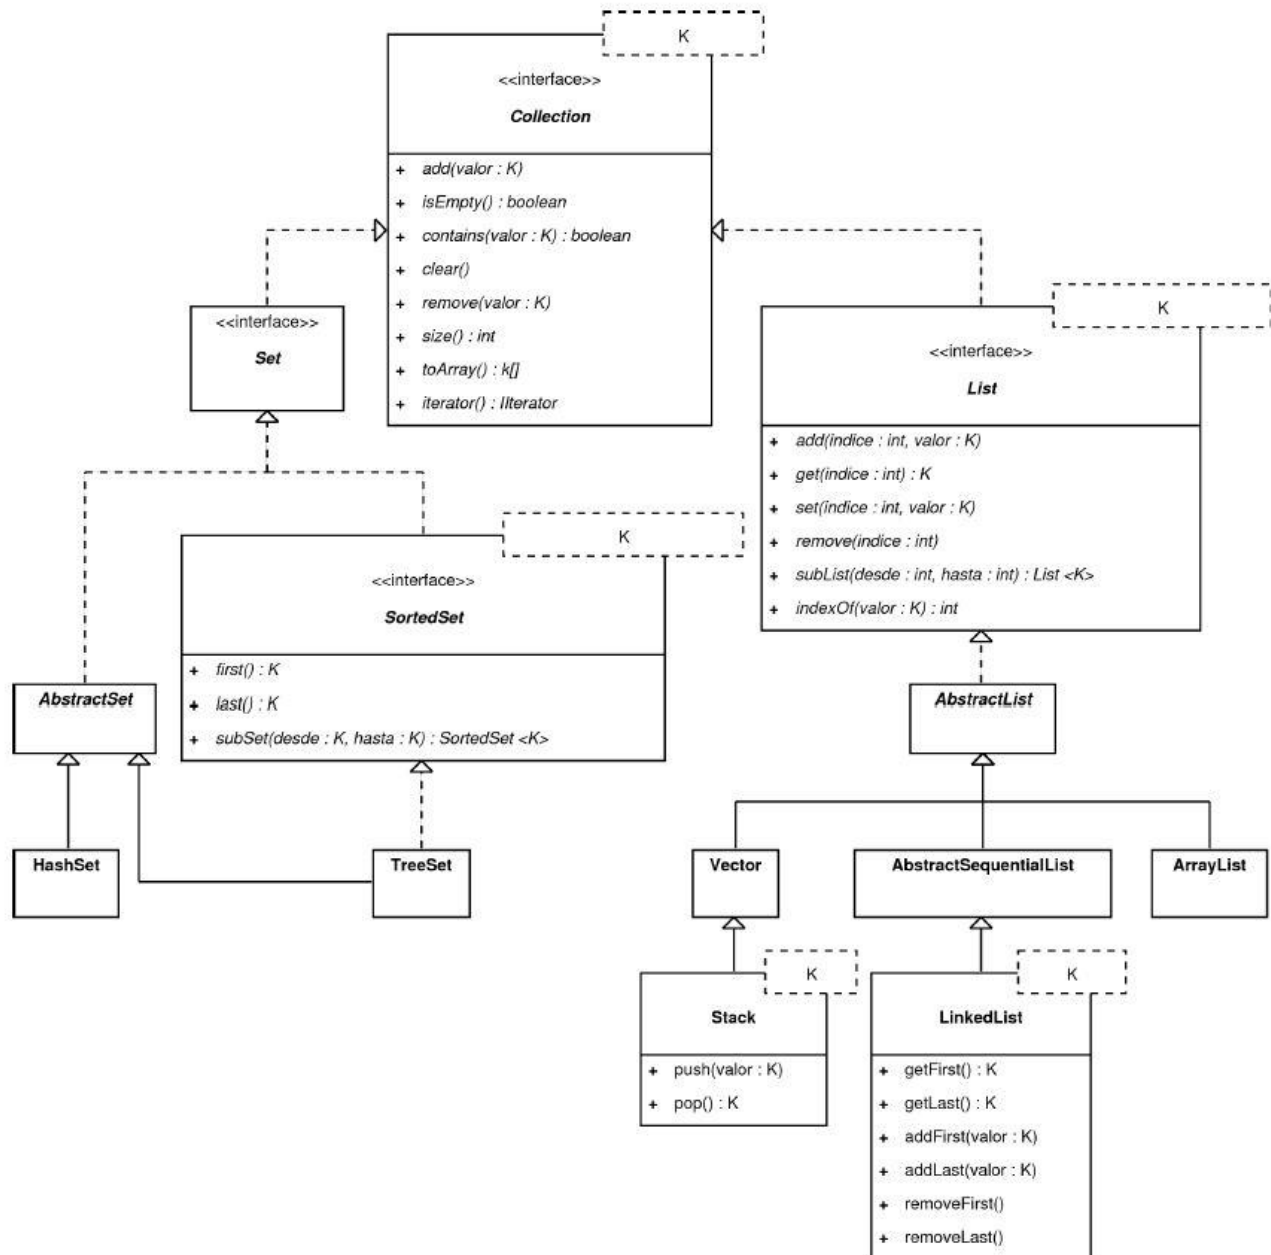 K
<<interface>>
Collection
+ add(valor : K)
+ isEmpty() : boolean
+ contains(valor : K) : boolean
+ clear()
+ remove(valor : K)
+ size() : int
+ toArray() : k[]
+ iterator() : IIterator
<<interface>>
Set
K
<<interface>>
List
+ add(indice : int, valor : K)
+ get(indice : int) : K
+ set(indice : int, valor : K)
+ remove(indice : int)
+ subList(desde : int, hasta : int) : List <K>
+ indexOf(valor : K) : int
K
<<interface>>
SortedSet
+ first() : K
+ last() : K
+ subSet(desde : K, hasta : K) : SortedSet <K>
AbstractSet
AbstractList
HashSet
TreeSet
Vector
AbstractSequentialList
ArrayList
K
Stack
+ push(valor : K)
+ pop() : K
K
LinkedList
+ getFirst() : K
+ getLast() : K
+ addFirst(valor : K)
+ addLast(valor : K)
+ removeFirst()
+ removeLast()